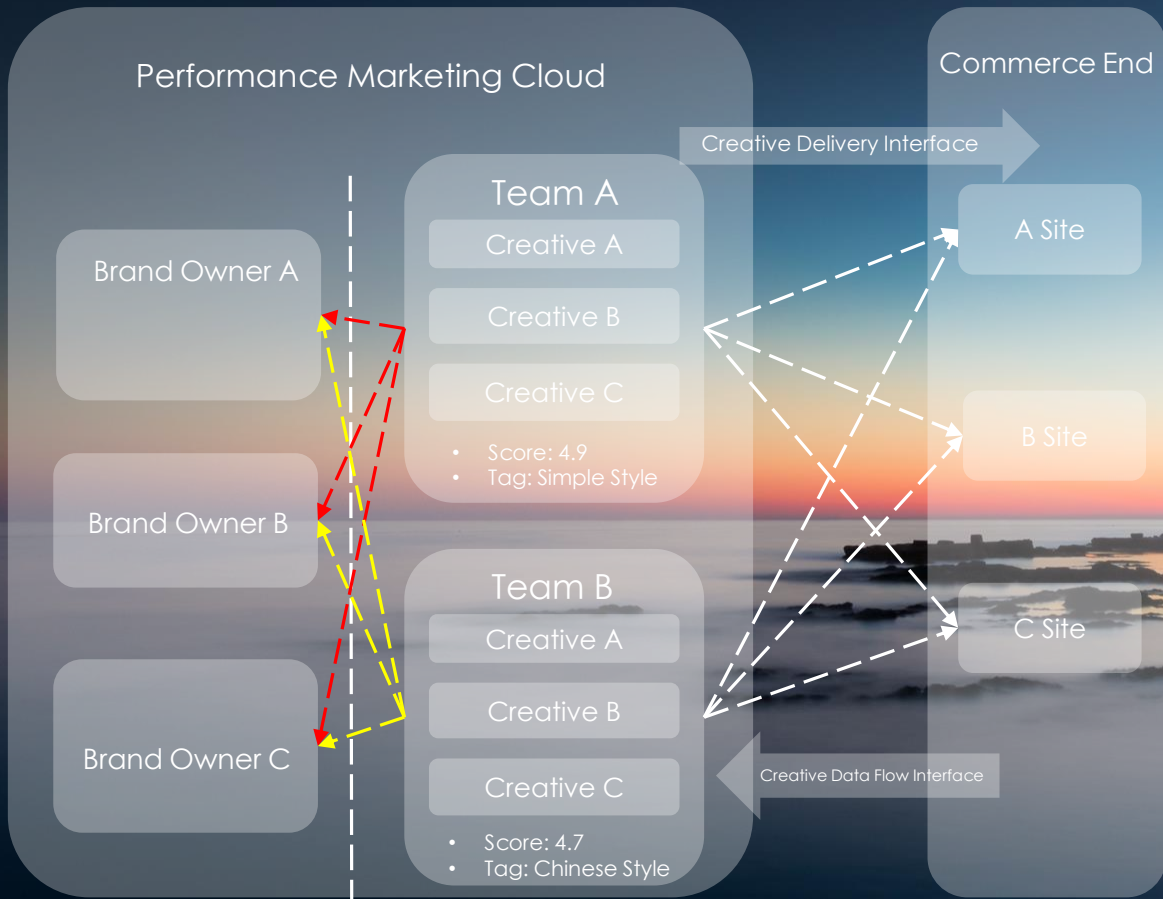 Performance Marketing Cloud
Commerce End
Creative Delivery Interface
Team A
Creative A
Creative B
Creative C
• Score: 4.9
• Tag: Simple Style
Brand Owner A
Brand Owner B
Brand Owner C
Team B
Creative A
Creative B
Creative C
• Score: 4.7
• Tag: Chinese Style
A Site
B Site
C Site
Creative Data Flow Interface